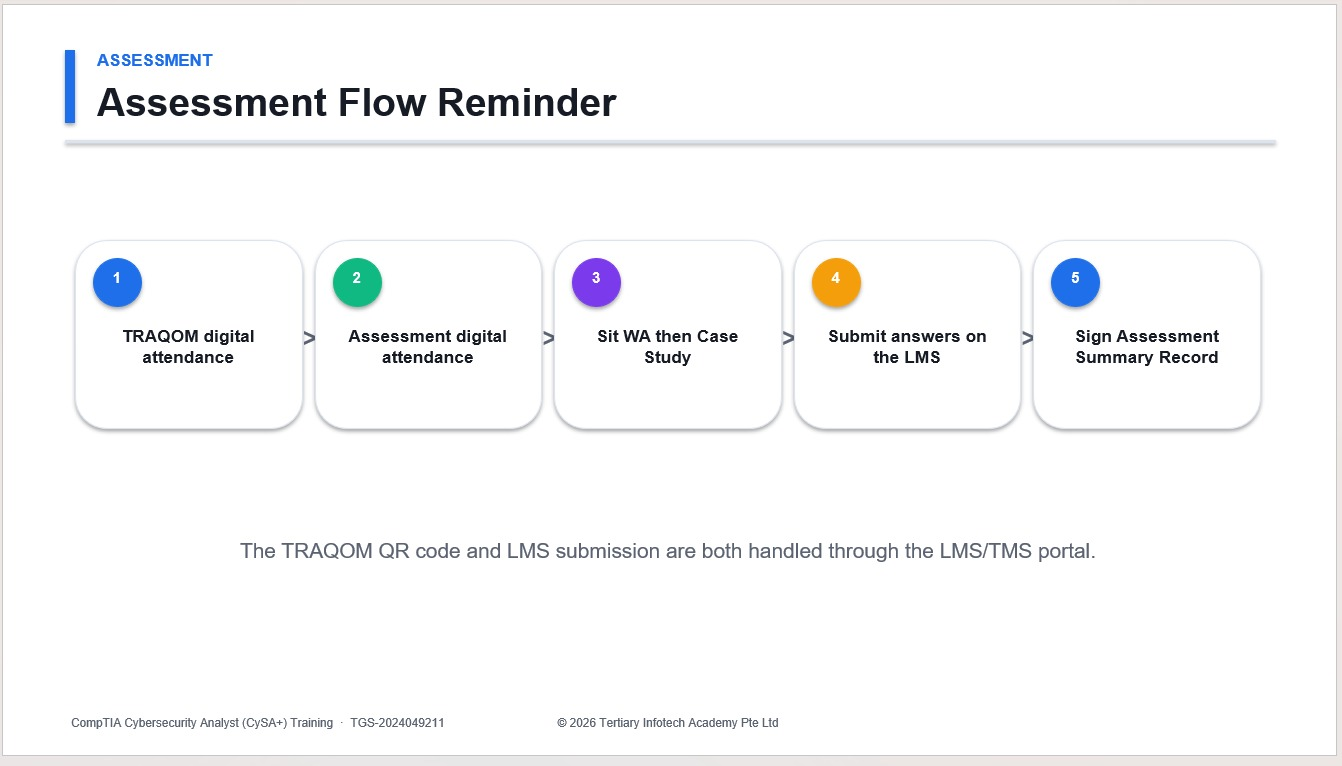 ASSESSMENT
Assessment Flow Reminder
1
TRAQOM digital
attendance
>
2
Assessment digital
attendance
>
3
Sit WA then Case
Study
>
4
Submit answers on
the LMS
>
5
Sign Assessment
Summary Record
The TRAQOM QR code and LMS submission are both handled through the LMS/TMS portal.
CompTIA Cybersecurity Analyst (CySA+) Training · TGS-2024049211
© 2026 Tertiary Infotech Academy Pte Ltd